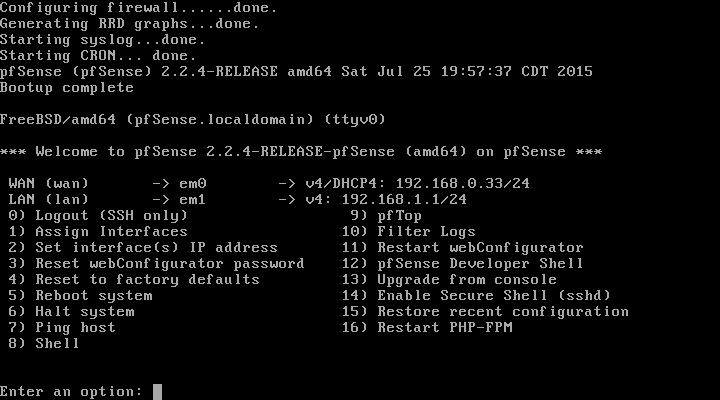 Configuring firewall......done.
Generating RRD graphs...done.
Starting syslog...done.
Starting CRON... done.
pfSense (pfSense) 2.2.4-RELEASE amd64 Sat Jul 25 19:57:37 CDT 2015
Bootup complete
FreeBSD/amd64 (pfSense.localdomain) (ttyv0)
*** Welcome to pfSense 2.2.4-RELEASE-pfSense (amd64) on pfSense ***
WAN (wan)       -> em0        -> v4/DHCP4: 192.168.0.33/24
LAN (lan)       -> em1        -> v4: 192.168.1.1/24
0) Logout (SSH only)                  9) pfTop
1) Assign Interfaces                 10) Filter Logs
2) Set interface(s) IP address       11) Restart webConfigurator
3) Reset webConfigurator password    12) pfSense Developer Shell
4) Reset to factory defaults         13) Upgrade from console
5) Reboot system                     14) Enable Secure Shell (sshd)
6) Halt system                       15) Restore recent configuration
7) Ping host                         16) Restart PHP-FPM
8) Shell
Enter an option: